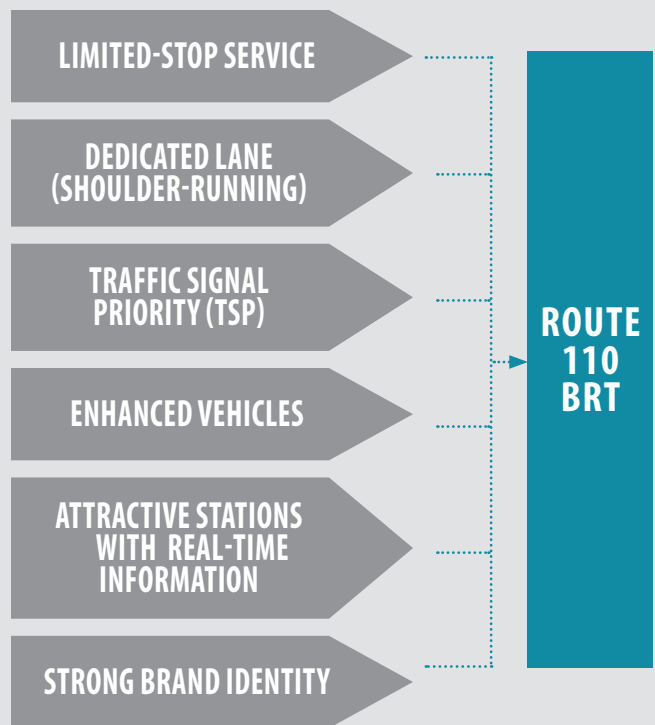 LIMITED-STOP SERVICE
DEDICATED LANE
(SHOULDER-RUNNING)
TRAFFIC SIGNAL
PRIORITY (TSP)
ENHANCED VEHICLES
ATTRACTIVE STATIONS
WITH REAL-TIME
INFORMATION
STRONG BRAND IDENTITY
ROUTE
110
BRT